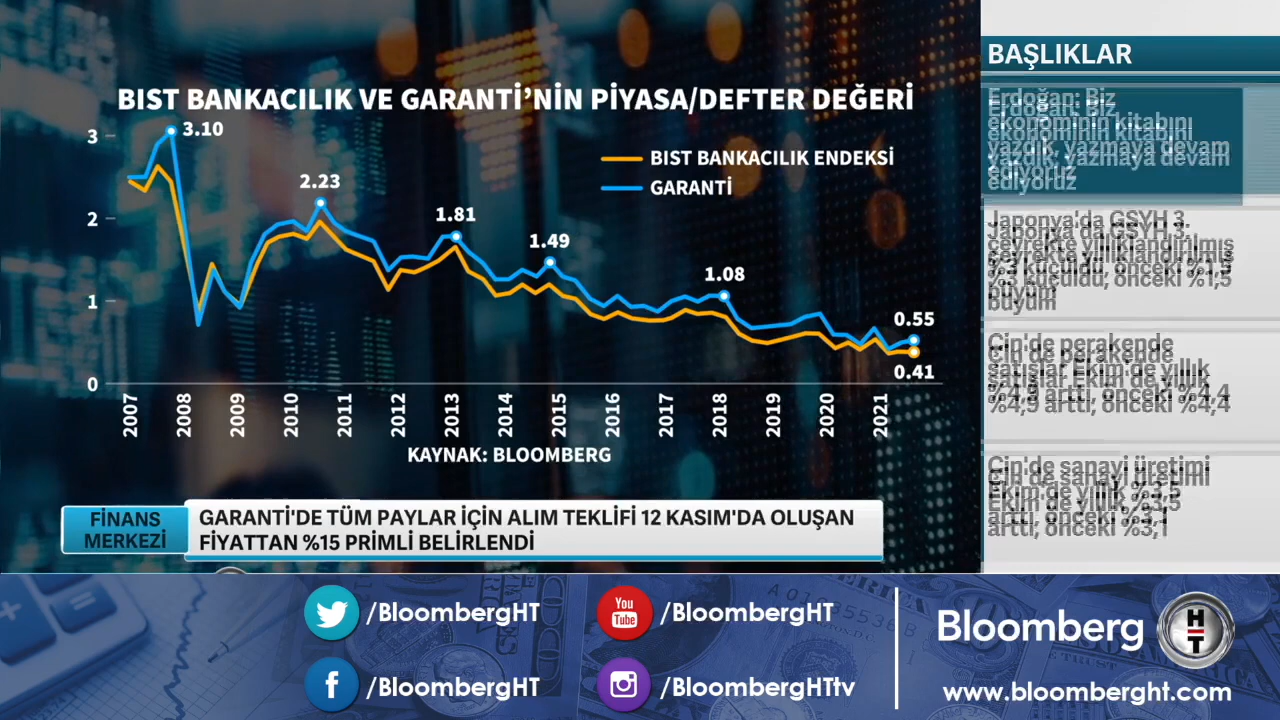 BIST BANKACILIK VE GARANTİ'NİN PİYASA/DEFTER DEĞERİ
3
3.10
BIST BANKACILIK ENDEKSİ
GARANTİ
2.23
2
1.81
1.49
1.08
1
0.55
0.41
0
2007
2008
2009
2010
2011
2012
2013
2014
2015
2016
2017
2018
2019
2020
2021
KAYNAK: BLOOMBERG
FİNANS
MERKEZİ
GARANTİ'DE TÜM PAYLAR İÇİN ALIM TEKLİFİ 12 KASIM'DA OLUŞAN
FİYATTAN %15 PRİMLİ BELİRLENDİ
BAŞLIKLAR
Erdoğan: Biz
ekonominin kitabını
yazdık, yazmaya devam
ediyoruz
Japonya'da GSYH 3.
çeyrekte yıllıklandırılmış
%3 küçüldü, önceki %1,5
büyüm
Çin'de perakende
satışlar Ekim'de yıllık
%4,9 arttı, önceki %4,4
Çin'de sanayi üretimi
Ekim'de yıllık %3,5
arttı, önceki %3,1
/BloombergHT
You
Tube
/BloombergHT
/BloombergHT
/BloombergHTtv
Bloomberg
HT
www.bloomberght.com